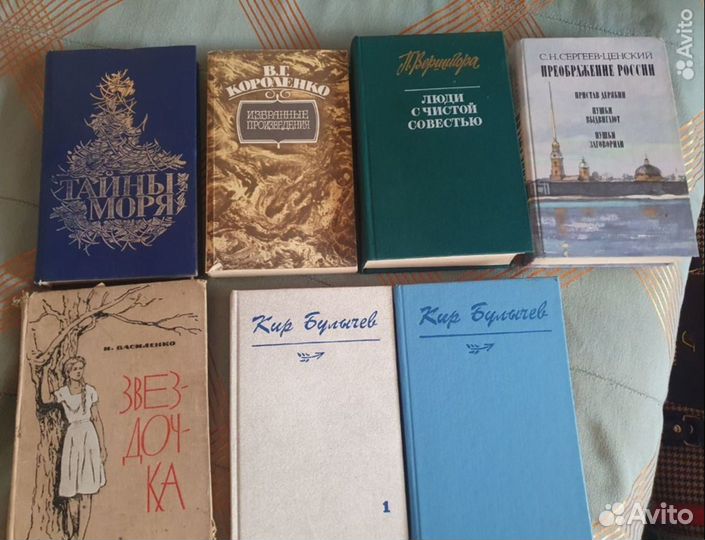 ТАЙНЫ
МОРЯ
В.Г.
КОРОЛЕНКО
ИЗБРАННЫЕ
ПРОИЗВЕДЕНИЯ
П. Вершигора
ЛЮДИ
С ЧИСТОЙ
СОВЕСТЬЮ
С.Н.СЕРГЕЕВ-ЦЕНСКИЙ
ПРЕОБРАЖЕНИЕ РОССИИ
ПРИСТАВ ДЕРЯБИН
ПУШКИ
ВЫДВИГАЮТ
ПУШКИ
ЗАГОВОРИЛИ
И. ВАСИЛЕНКО
ЗВЕЗ-
ДОЧ-
КА
Кир Булычев
1
Кир Булычев
Avito
Avito